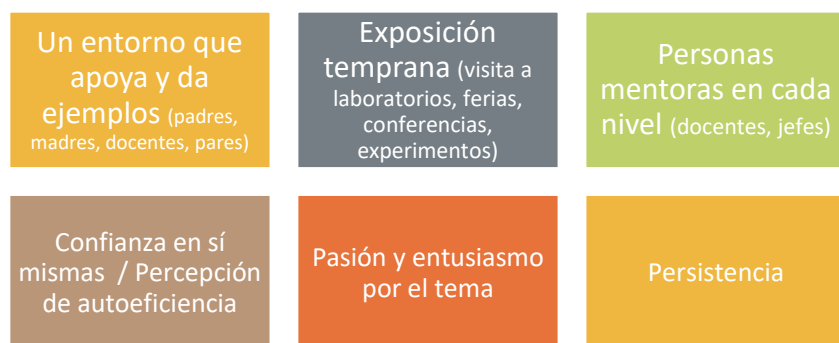 Un entorno que
apoya y da
ejemplos (padres,
madres, docentes, pares)
Exposición
temprana (visita a
laboratorios, ferias,
conferencias,
experimentos)
Personas
mentoras en cada
nivel (docentes, jefes)
Confianza en sí
mismas / Percepción
de autoeficiencia
Pasión y entusiasmo
por el tema
Persistencia